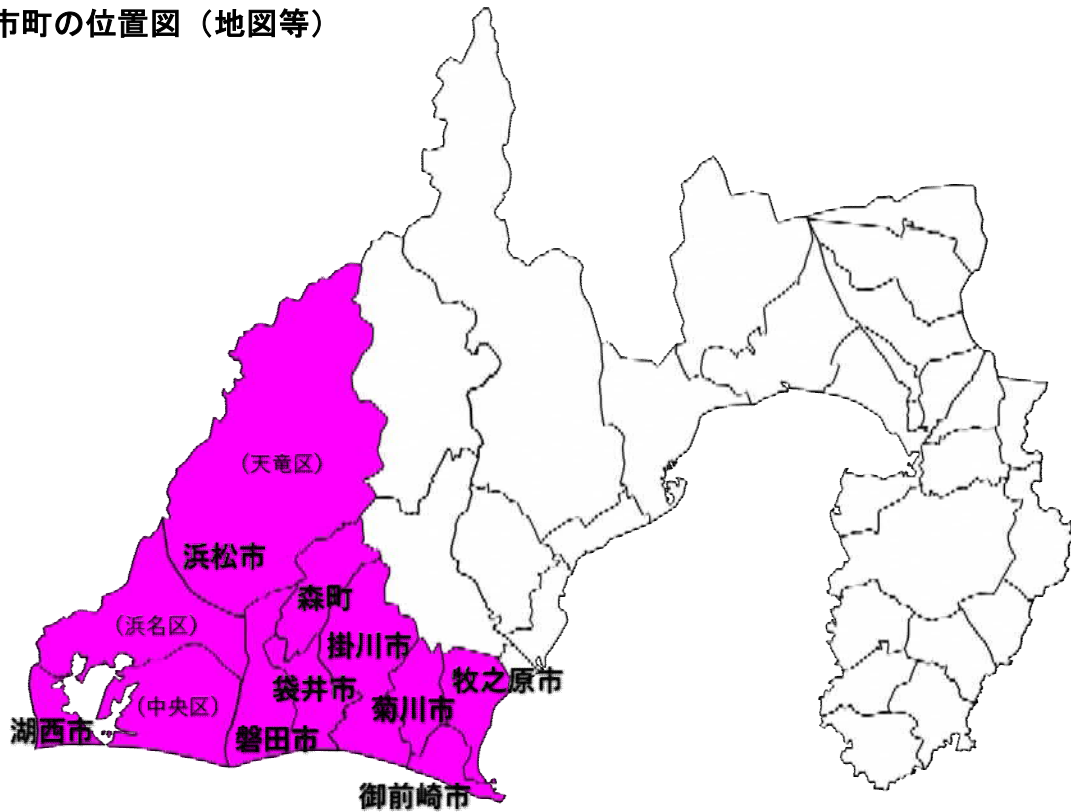 市町の位置図（地図等）
（天竜区）
浜松市
森町
（浜名区）
掛川市
牧之原市
袋井市
（中央区）
菊川市
湖西市
磐田市
御前崎市